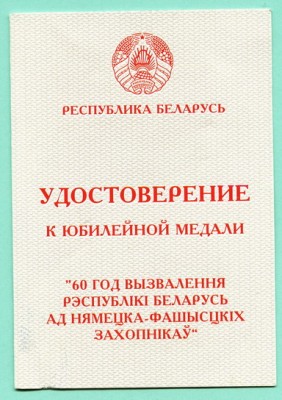 РЕСПУБЛИКА БЕЛАРУСЬ
УДОСТОВЕРЕНИЕ
К ЮБИЛЕЙНОЙ МЕДАЛИ
"60 ГОД ВЫЗВАЛЕННЯ
РЭСПУБЛІКІ БЕЛАРУСЬ
АД НЯМЕЦКА-ФАШЫСЦКІХ
ЗАХОПНІКАЎ“